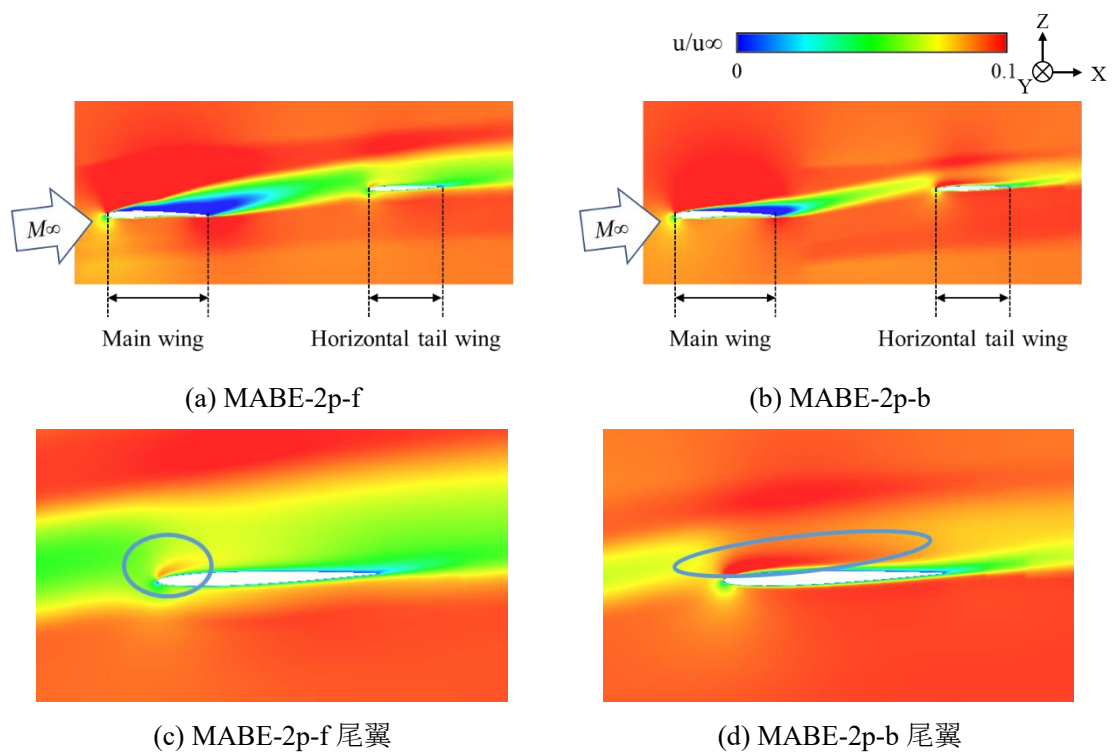 u/u∞
0
0.1
Z
Y
X
M∞
Main wing
Horizontal tail wing
M∞
Main wing
Horizontal tail wing
(a) MABE-2p-f
(b) MABE-2p-b
(c) MABE-2p-f 尾翼
(d) MABE-2p-b 尾翼